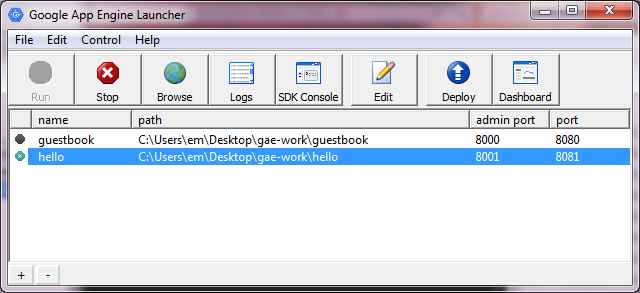 Google App Engine Launcher
File Edit Control Help
Run Stop Browse Logs SDK Console Edit Deploy Dashboard
name path admin port port
guestbook C:\Users\em\Desktop\gae-work\guestbook 8000 8080
hello C:\Users\em\Desktop\gae-work\hello 8001 8081
+ -